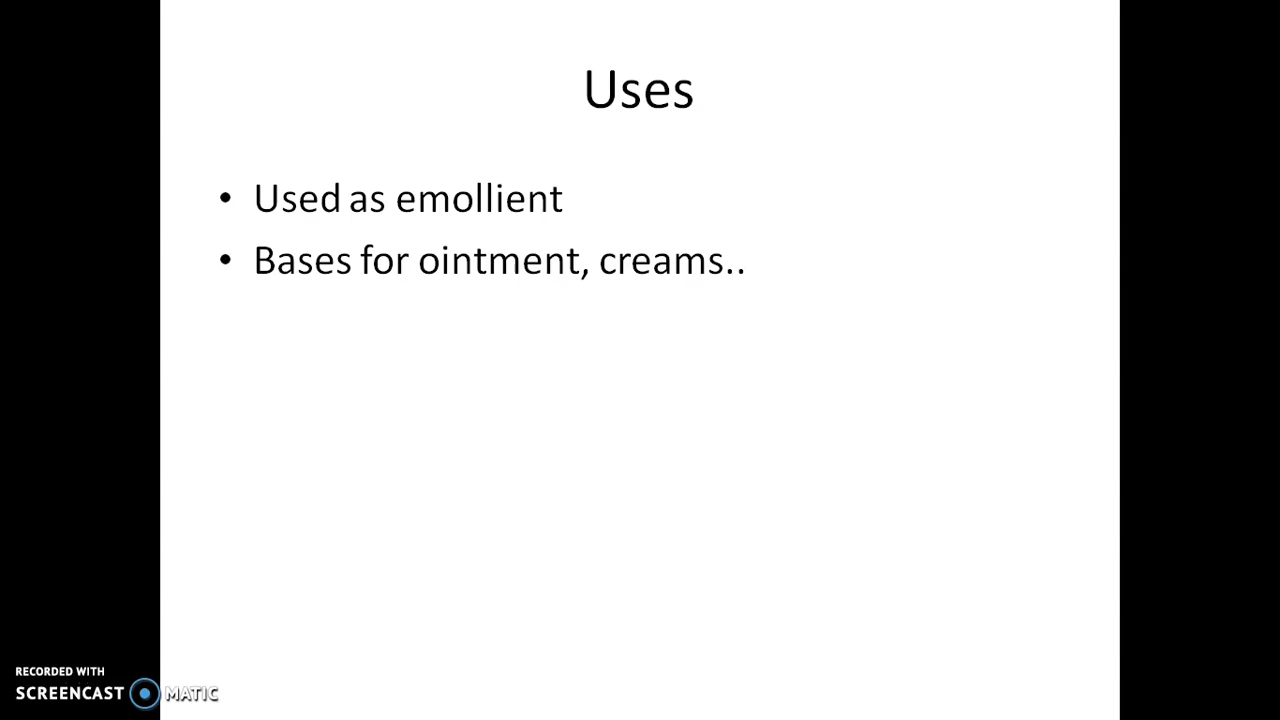 Uses
• Used as emollient
• Bases for ointment, creams..
RECORDED WITH
SCREENCAST MATIC